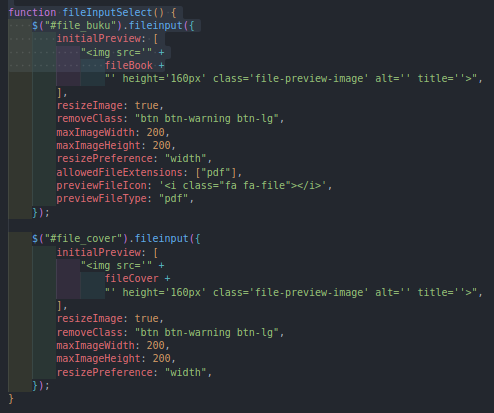 function fileInputSelect() {
    $("#file_buku").fileinput({
        initialPreview: [
            "<img src='" +
                fileBook +
                "' height='160px' class='file-preview-image' alt='' title=''>",
        ],
        resizeImage: true,
        removeClass: "btn btn-warning btn-lg",
        maxImageWidth: 200,
        maxImageHeight: 200,
        resizePreference: "width",
        allowedFileExtensions: ["pdf"],
        previewFileIcon: '<i class="fa fa-file"></i>',
        previewFileType: "pdf",
    });

    $("#file_cover").fileinput({
        initialPreview: [
            "<img src='" +
                fileCover +
                "' height='160px' class='file-preview-image' alt='' title=''>",
        ],
        resizeImage: true,
        removeClass: "btn btn-warning btn-lg",
        maxImageWidth: 200,
        maxImageHeight: 200,
        resizePreference: "width",
    });
}